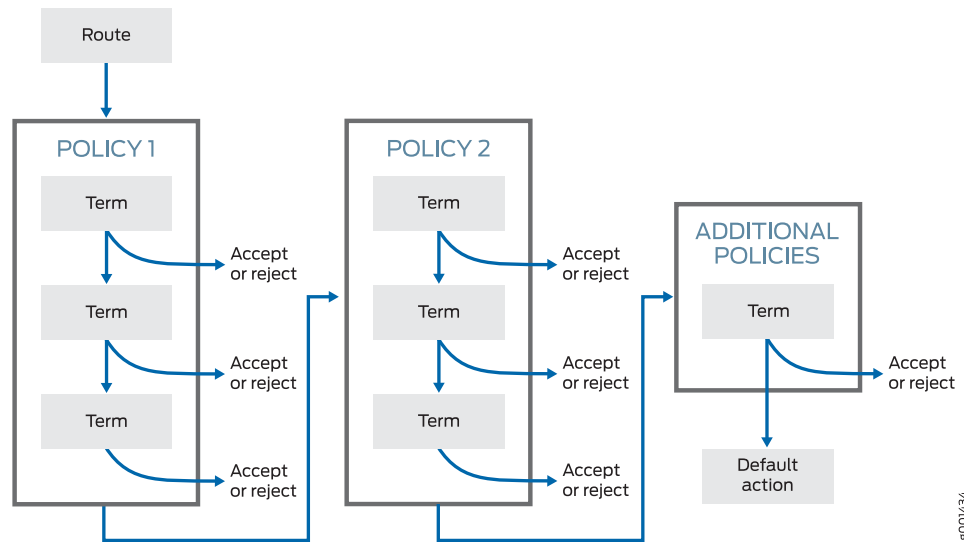 Route
POLICY 1
Term
Accept
or reject
Term
Accept
or reject
Term
Accept
or reject
POLICY 2
Term
Accept
or reject
Term
Accept
or reject
Term
Accept
or reject
ADDITIONAL
POLICIES
Term
Accept
or reject
Default
action